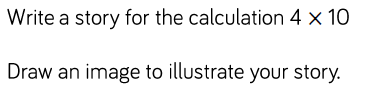 Write a story for the calculation 4 × 10
Draw an image to illustrate your story.